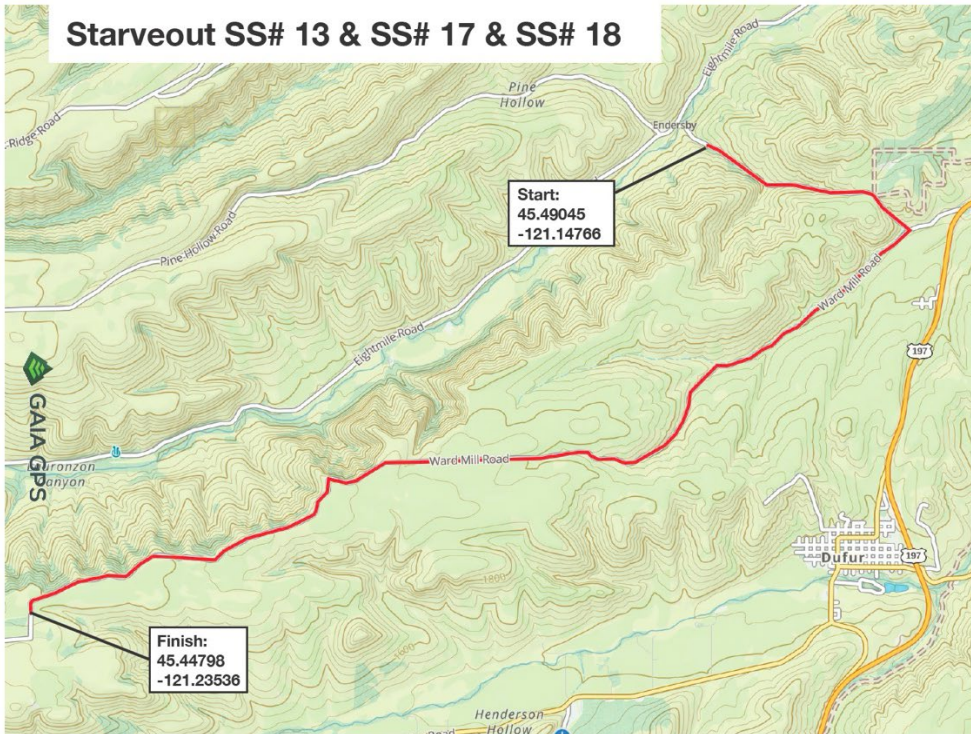 Starveout SS# 13 & SS# 17 & SS# 18
Eightmile Road
Pine
Hollow
Ridge Road
Endersby
Start:
45.49045
-121.14766
Pine Hollow Road
Ward Mill Road
Eightmile Road
197
GAIA GPS
Ward Mill Road
anyon
197
Dufur
1800
1600
Finish:
45.44798
-121.23536
Henderson
Hollow
Road